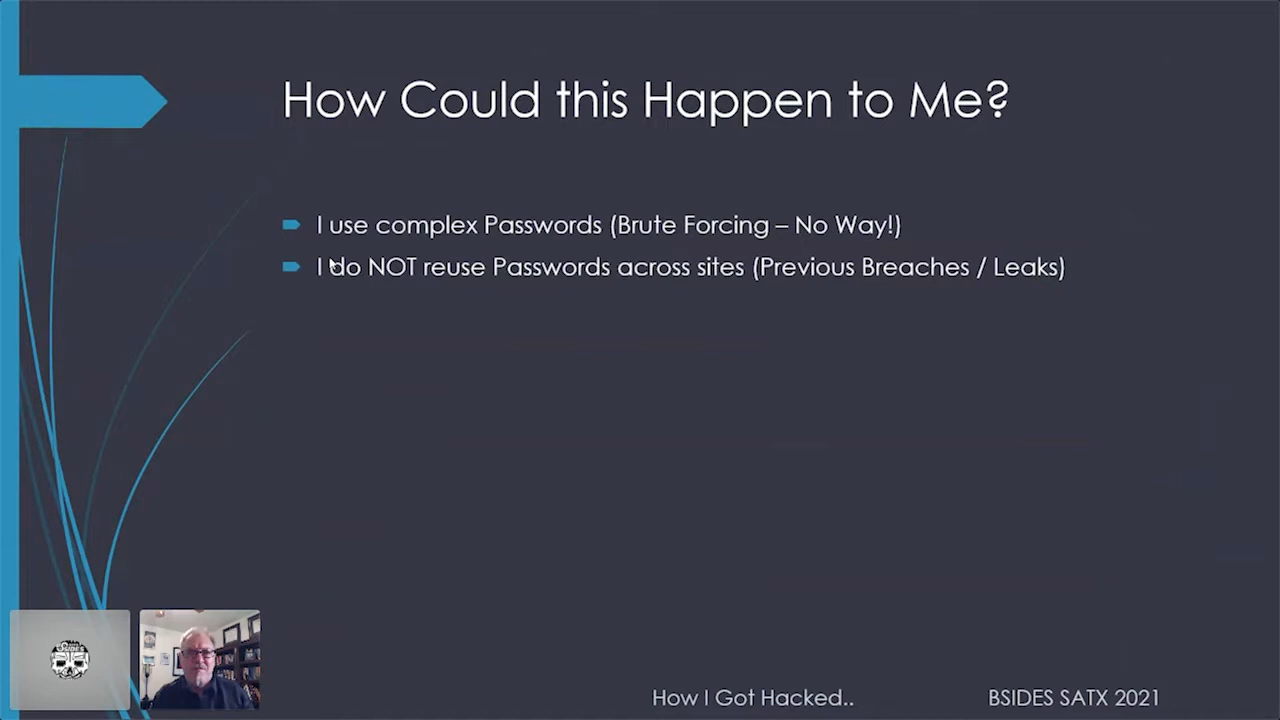 How Could this Happen to Me?
I use complex Passwords (Brute Forcing – No Way!)
I do NOT reuse Passwords across sites (Previous Breaches / Leaks)
SIDES
How I Got Hacked..
BSIDES SATX 2021